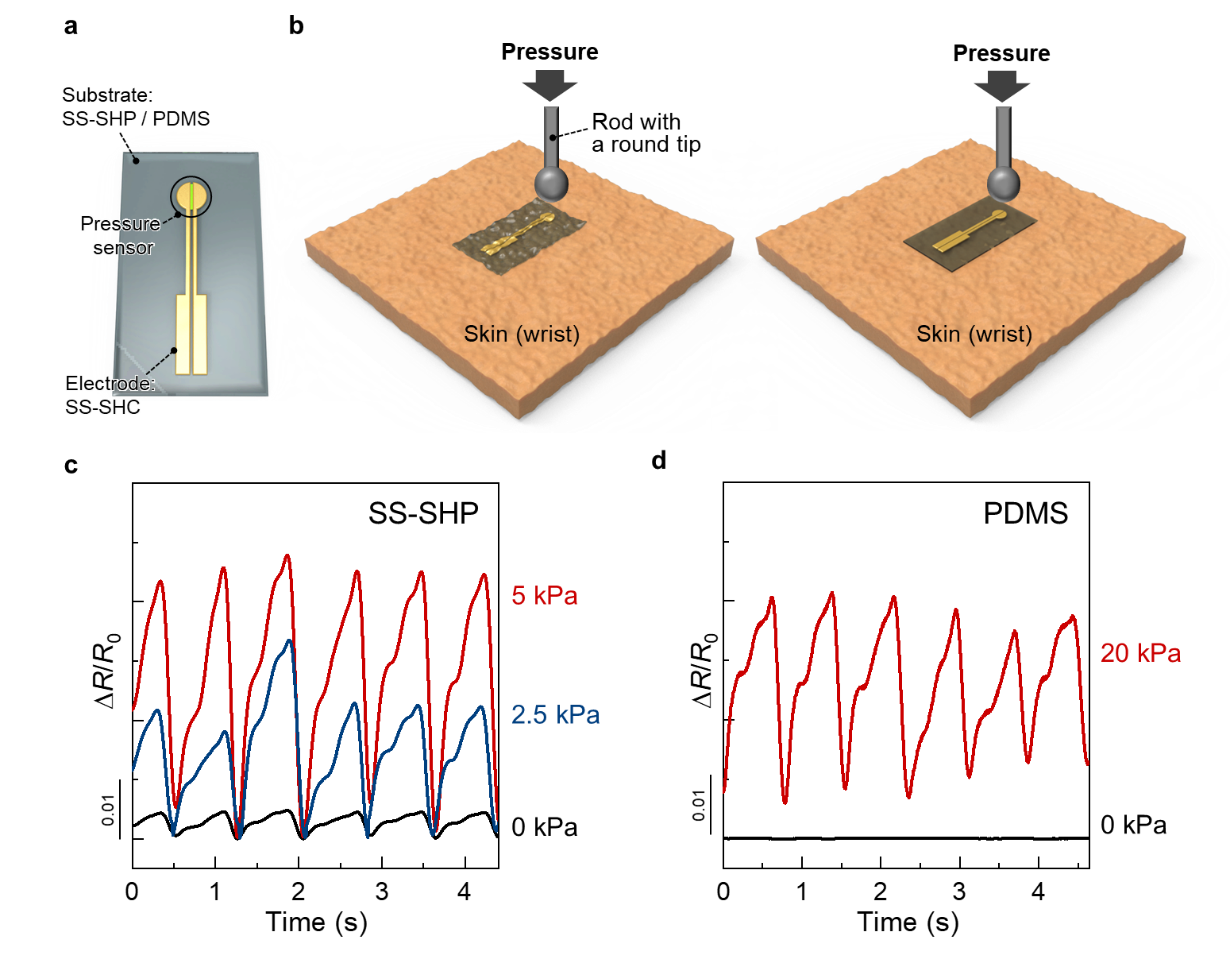 a
Substrate:
SS-SHP / PDMS
Pressure
sensor
Electrode:
SS-SHC
b
Pressure
Rod with
a round tip
Skin (wrist)
Pressure
Skin (wrist)
c
SS-SHP
ΔR/R0
0.01
5 kPa
2.5 kPa
0 kPa
0 1 2 3 4
Time (s)
d
PDMS
ΔR/R0
0.01
20 kPa
0 kPa
0 1 2 3 4
Time (s)